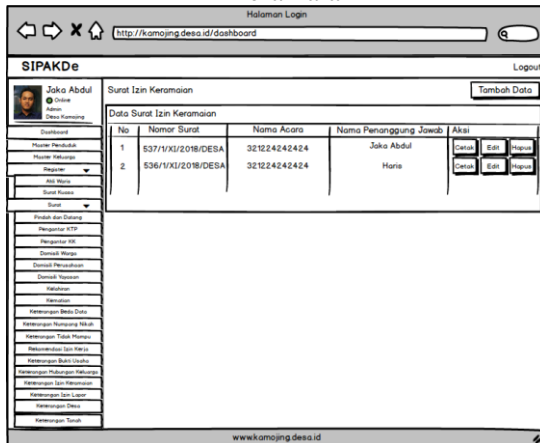 Halaman Login
http://kamojing.desa.id/dashboard
SIPAKDe
Logout
Jaka Abdul
Online
Admin
Desa Kamojing
Dashboard
Master Penduduk
Master Keluarga
Register
Ahli Waris
Surat Kuasa
Surat
Pindah dan Datang
Pengantar KTP
Pengantar KK
Domisili Warga
Domisili Perusahaan
Domisili Yayasan
Kelahiran
Kematian
Keterangan Beda Data
Keterangan Numpang Nikah
Keterangan Tidak Mampu
Rekomendasi Izin Kerja
Keterangan Bukti Usaha
Keterangan Hubungan Keluarga
Keterangan Izin Keramaian
Keterangan Izin Lapor
Keterangan Desa
Keterangan Tanah
Surat Izin Keramaian
Tambah Data
Data Surat Izin Keramaian
No Nomor Surat Nama Acara Nama Penanggung Jawab Aksi
1 537/1/XI/2018/DESA 321224242424 Jaka Abdul Cetak Edit Hapus
2 536/1/XI/2018/DESA 321224242424 Haris Cetak Edit Hapus
www.kamojing.desa.id